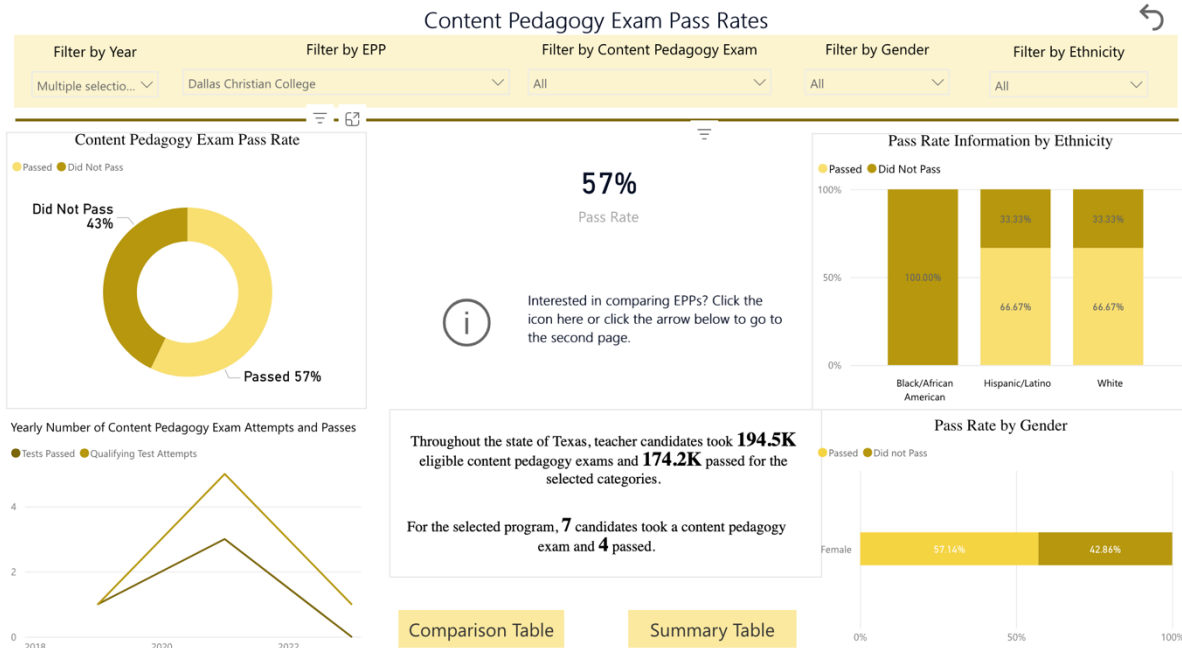 Content Pedagogy Exam Pass Rates
Filter by Year
Filter by EPP
Filter by Content Pedagogy Exam
Filter by Gender
Filter by Ethnicity
Multiple selectio...
Dallas Christian College
All
All
All
Content Pedagogy Exam Pass Rate
Passed Did Not Pass
Did Not Pass
43%
Passed 57%
57%
Pass Rate
i
Interested in comparing EPPs? Click the
icon here or click the arrow below to go to
the second page.
Pass Rate Information by Ethnicity
Passed Did Not Pass
100%
50%
0%
100.00%
33.33%
66.67%
33.33%
66.67%
Black/African
American
Hispanic/Latino
White
Yearly Number of Content Pedagogy Exam Attempts and Passes
Tests Passed Qualifying Test Attempts
4
2
0
2018
2020
2022
Throughout the state of Texas, teacher candidates took 194.5K
eligible content pedagogy exams and 174.2K passed for the
selected categories.
For the selected program, 7 candidates took a content pedagogy
exam and 4 passed.
Comparison Table
Summary Table
Pass Rate by Gender
Passed Did not Pass
Female
57.14%
42.86%
0%
50%
100%